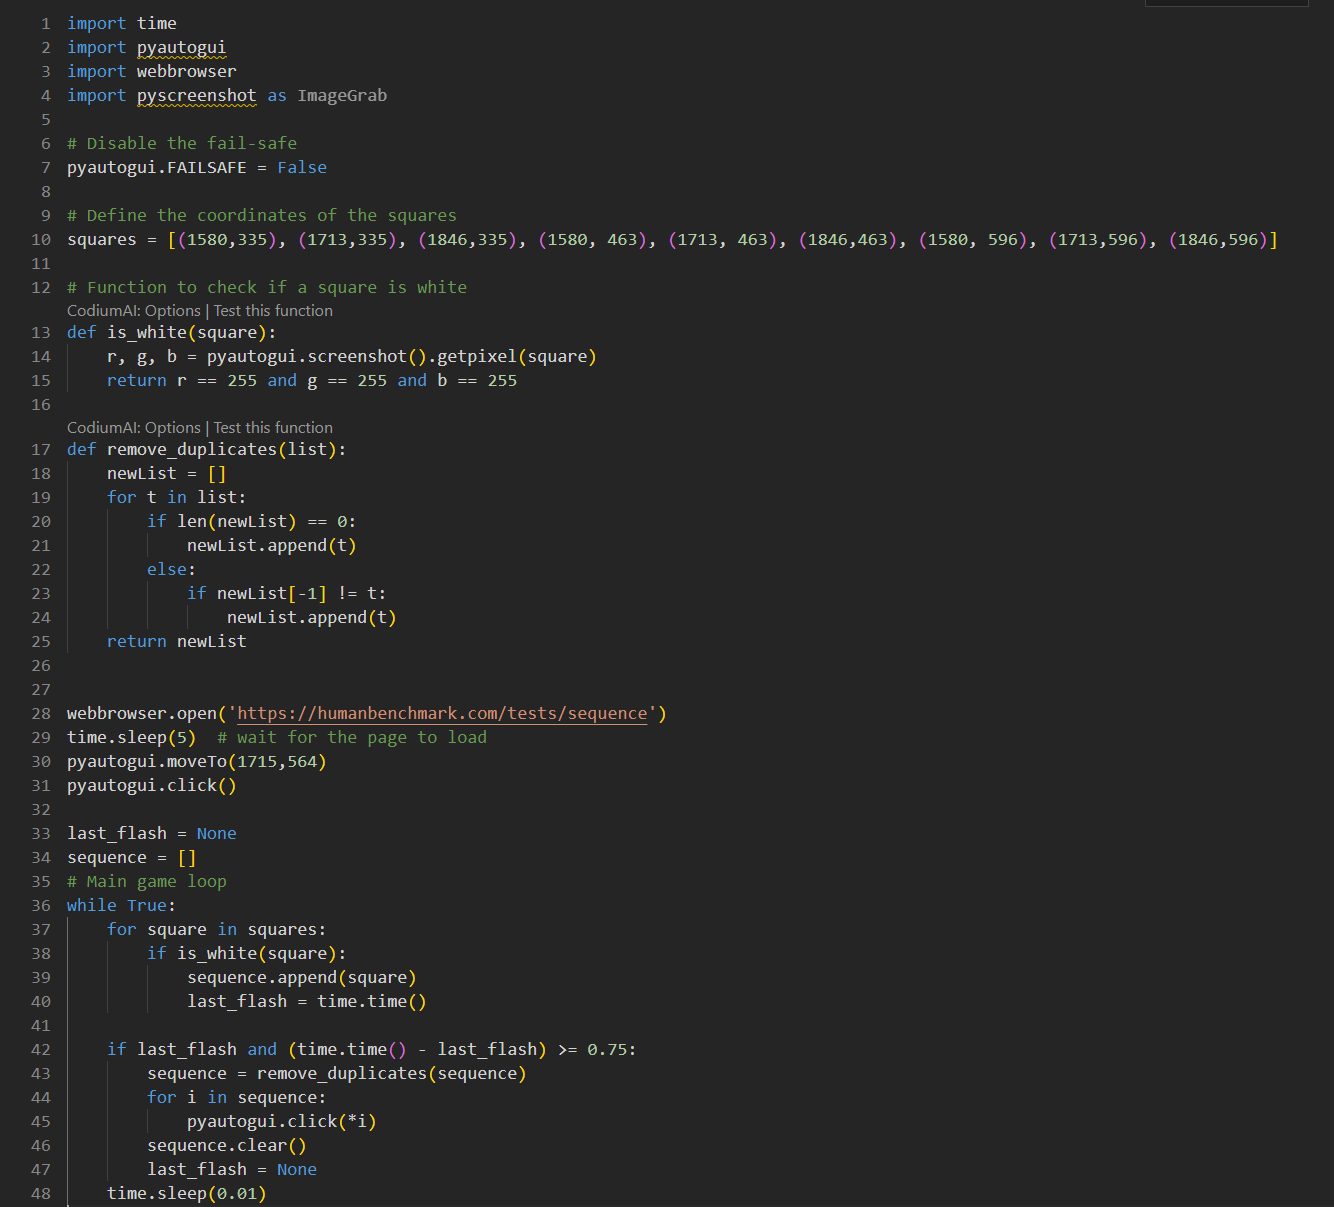 1 import time
2 import pyautogui
3 import webbrowser
4 import pyscreenshot as ImageGrab
5
6 # Disable the fail-safe
7 pyautogui.FAILSAFE = False
8
9 # Define the coordinates of the squares
10 squares = [(1580,335), (1713,335), (1846,335), (1580, 463), (1713, 463), (1846,463), (1580, 596), (1713,596), (1846,596)]
11
12 # Function to check if a square is white
CodiumAI: Options | Test this function
13 def is_white(square):
14     r, g, b = pyautogui.screenshot().getpixel(square)
15     return r == 255 and g == 255 and b == 255
16
CodiumAI: Options | Test this function
17 def remove_duplicates(list):
18     newList = []
19     for t in list:
20         if len(newList) == 0:
21             newList.append(t)
22         else:
23             if newList[-1] != t:
24                 newList.append(t)
25     return newList
26
27
28 webbrowser.open('https://humanbenchmark.com/tests/sequence')
29 time.sleep(5)  # wait for the page to load
30 pyautogui.moveTo(1715,564)
31 pyautogui.click()
32
33 last_flash = None
34 sequence = []
35 # Main game loop
36 while True:
37     for square in squares:
38         if is_white(square):
39             sequence.append(square)
40             last_flash = time.time()
41
42     if last_flash and (time.time() - last_flash) >= 0.75:
43         sequence = remove_duplicates(sequence)
44         for i in sequence:
45             pyautogui.click(*i)
46         sequence.clear()
47         last_flash = None
48     time.sleep(0.01)